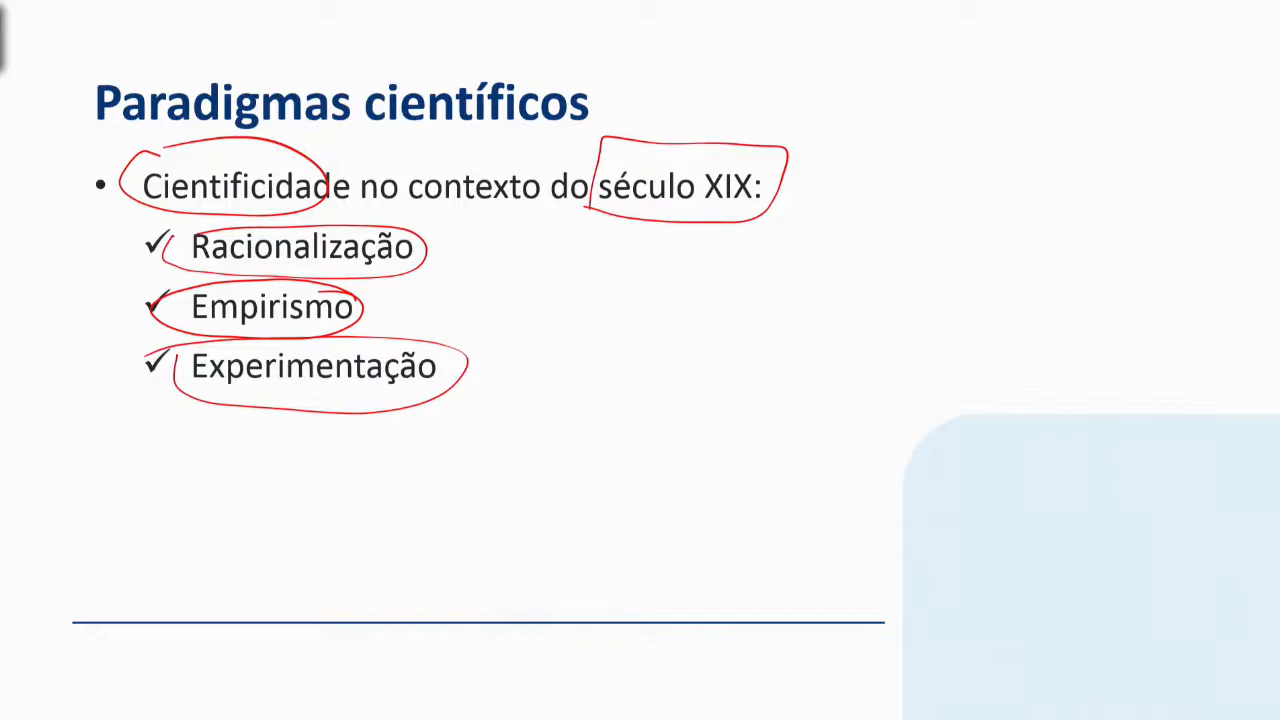 Paradigmas científicos
• Cientificidade no contexto do século XIX:
✓ Racionalização
✓ Empirismo
✓ Experimentação